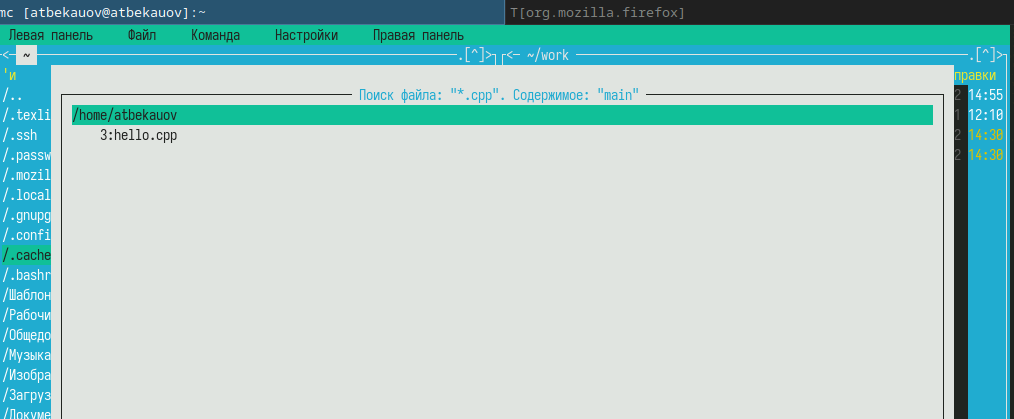 mc [atbekauov@atbekauov]:~ T[org.mozilla.firefox]
Левая панель Файл Команда Настройки Правая панель
<─ ~ .[^]> <─ ~/work .[^]>
'и правки
/.. 2 14:55
/.texli 1 12:10
/.ssh 2 14:30
/.passw 2 14:30
/.mozil
/.local
/.gnupg
/.confi
/.cache
/.bashr
/Шаблон
/Рабочи
/Общедо
/Музыка
/Изобра
/Загруз
/Докуме
Поиск файла: "*.cpp". Содержимое: "main"
/home/atbekauov
3:hello.cpp